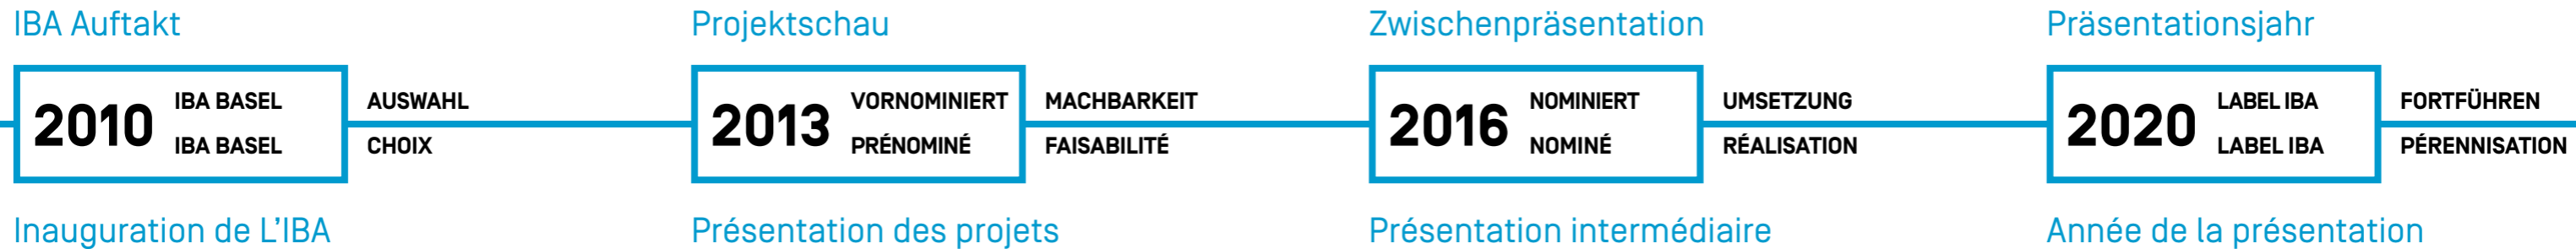 IBA Auftakt
2010
IBA BASEL
IBA BASEL
Inauguration de L'IBA
AUSWAHL
CHOIX
Projektschau
2013
VORNOMINIERT
PRÉNOMINÉ
Présentation des projets
MACHBARKEIT
FAISABILITÉ
Zwischenpräsentation
2016
NOMINIERT
NOMINÉ
Présentation intermédiaire
UMSETZUNG
RÉALISATION
Präsentationsjahr
2020
LABEL IBA
LABEL IBA
Année de la présentation
FORTFÜHREN
PÉRENNISATION